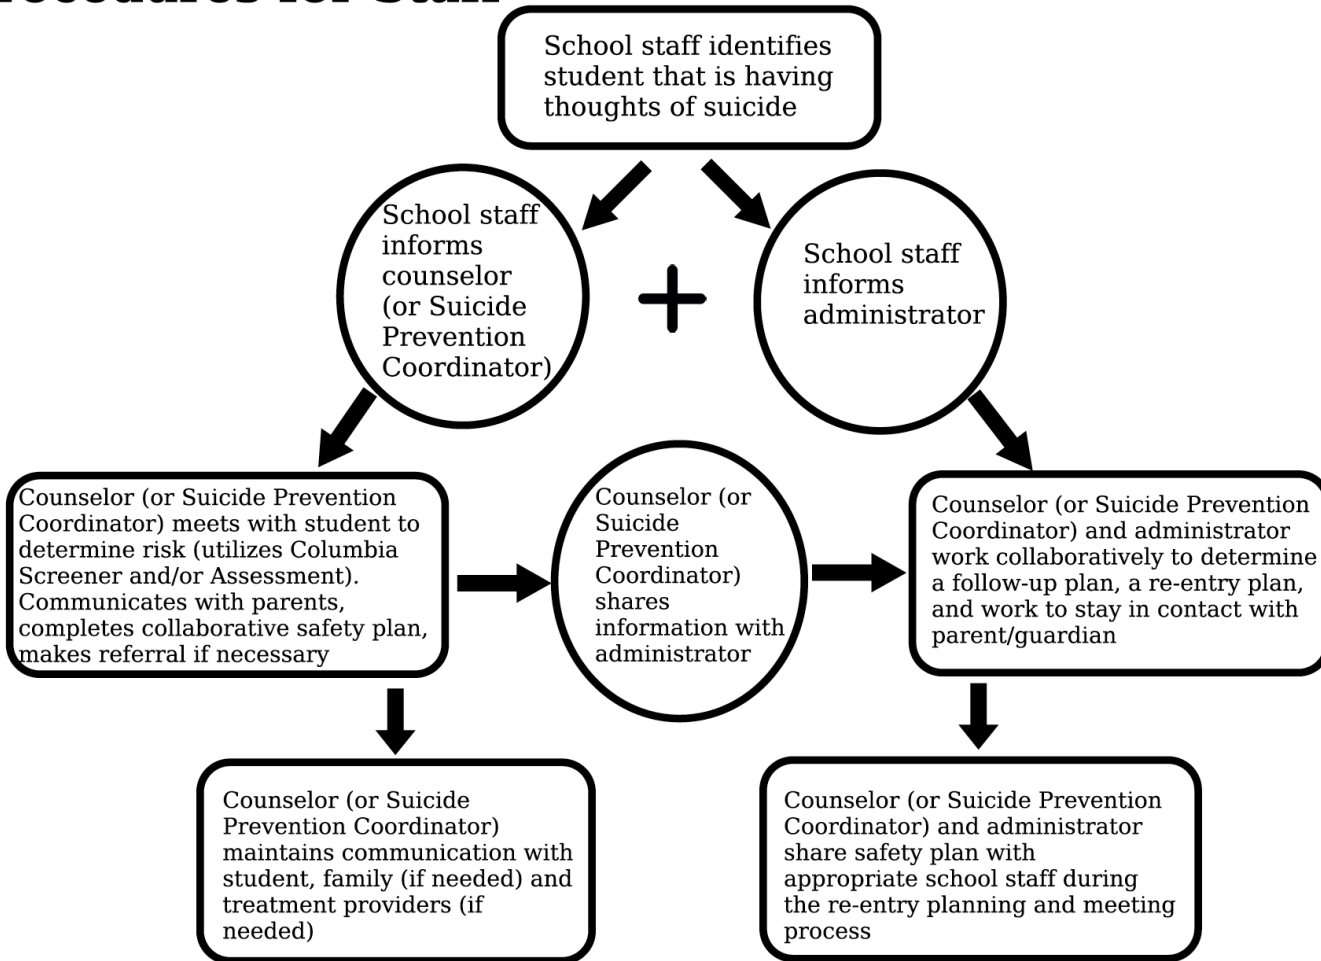 School staff identifies
student that is having
thoughts of suicide
School staff
informs
counselor
(or Suicide
Prevention
Coordinator)
School staff
informs
administrator
Counselor (or Suicide Prevention
Coordinator) meets with student to
determine risk (utilizes Columbia
Screener and/or Assessment).
Communicates with parents,
completes collaborative safety plan,
makes referral if necessary
Counselor (or
Suicide
Prevention
Coordinator)
shares
information with
administrator
Counselor (or Suicide Prevention
Coordinator) and administrator
work collaboratively to determine
a follow-up plan, a re-entry plan,
and work to stay in contact with
parent/guardian
Counselor (or Suicide
Prevention Coordinator)
maintains communication with
student, family (if needed) and
treatment providers (if
needed)
Counselor (or Suicide Prevention
Coordinator) and administrator
share safety plan with
appropriate school staff during
the re-entry planning and meeting
process